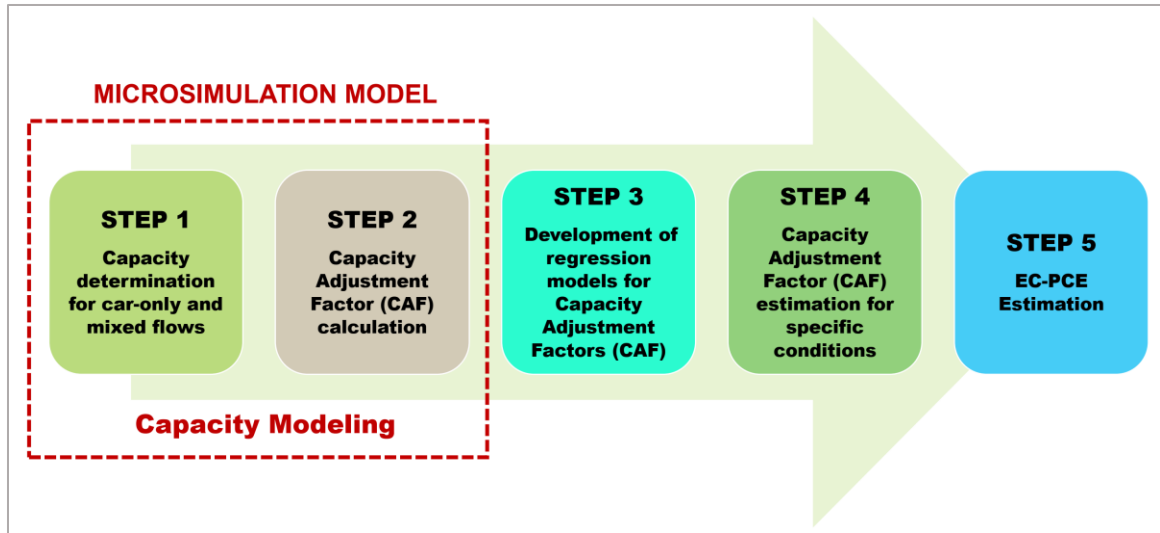 MICROSIMULATION MODEL
STEP 1
Capacity
determination
for car-only and
mixed flows
STEP 2
Capacity
Adjustment
Factor (CAF)
calculation
STEP 3
Development of
regression
models for
Capacity
Adjustment
Factors (CAF)
STEP 4
Capacity
Adjustment
Factor (CAF)
estimation for
specific
conditions
STEP 5
EC-PCE
Estimation
Capacity Modeling